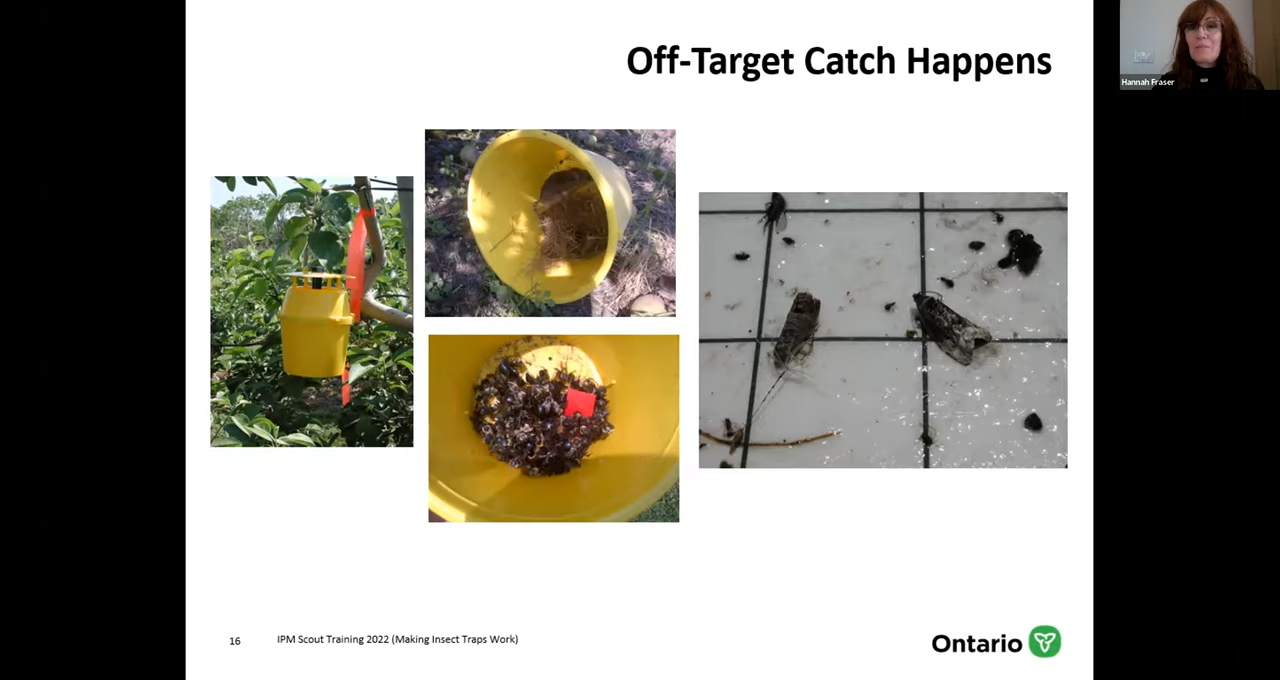 Off-Target Catch Happens
Hannah Fraser
16
IPM Scout Training 2022 (Making Insect Traps Work)
Ontario